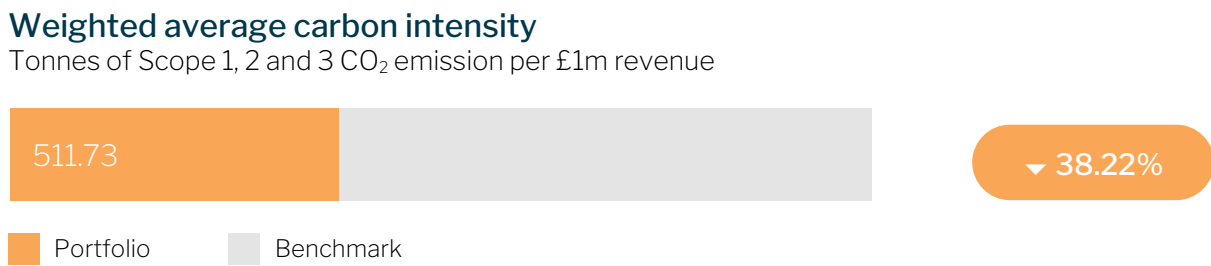 Weighted average carbon intensity
Tonnes of Scope 1, 2 and 3 CO₂ emission per £1m revenue
511.73
38.22%
Portfolio
Benchmark